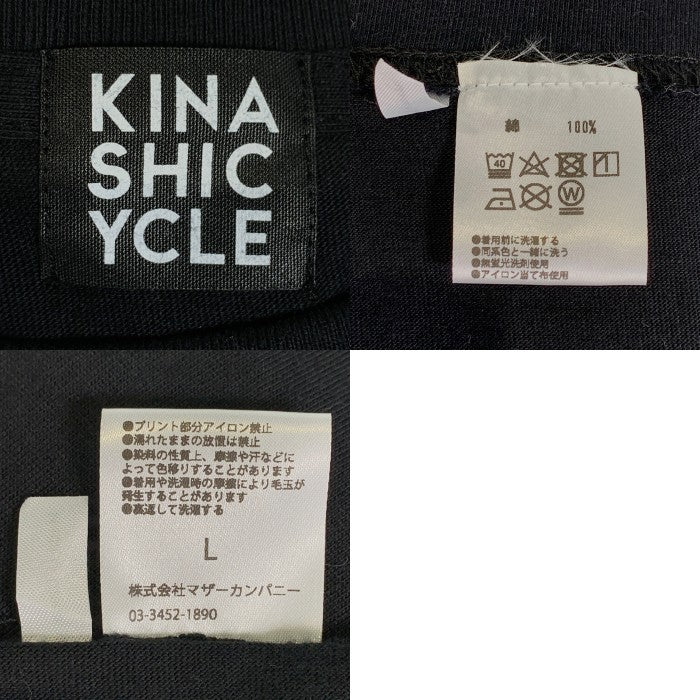 KINA
SHIC
YCLE
綿 100%
40
W
●着用前に洗濯する
●同系色と一緒に洗う
●無蛍光洗剤使用
●アイロン当て布使用
●プリント部分アイロン禁止
●濡れたままの放置は禁止
●染料の性質上、摩擦や汗などに
よって色移りすることがあります
●着用や洗濯時の摩擦により毛玉が
発生することがあります
●裏返して洗濯する
L
株式会社マザーカンパニー
03-3452-1890